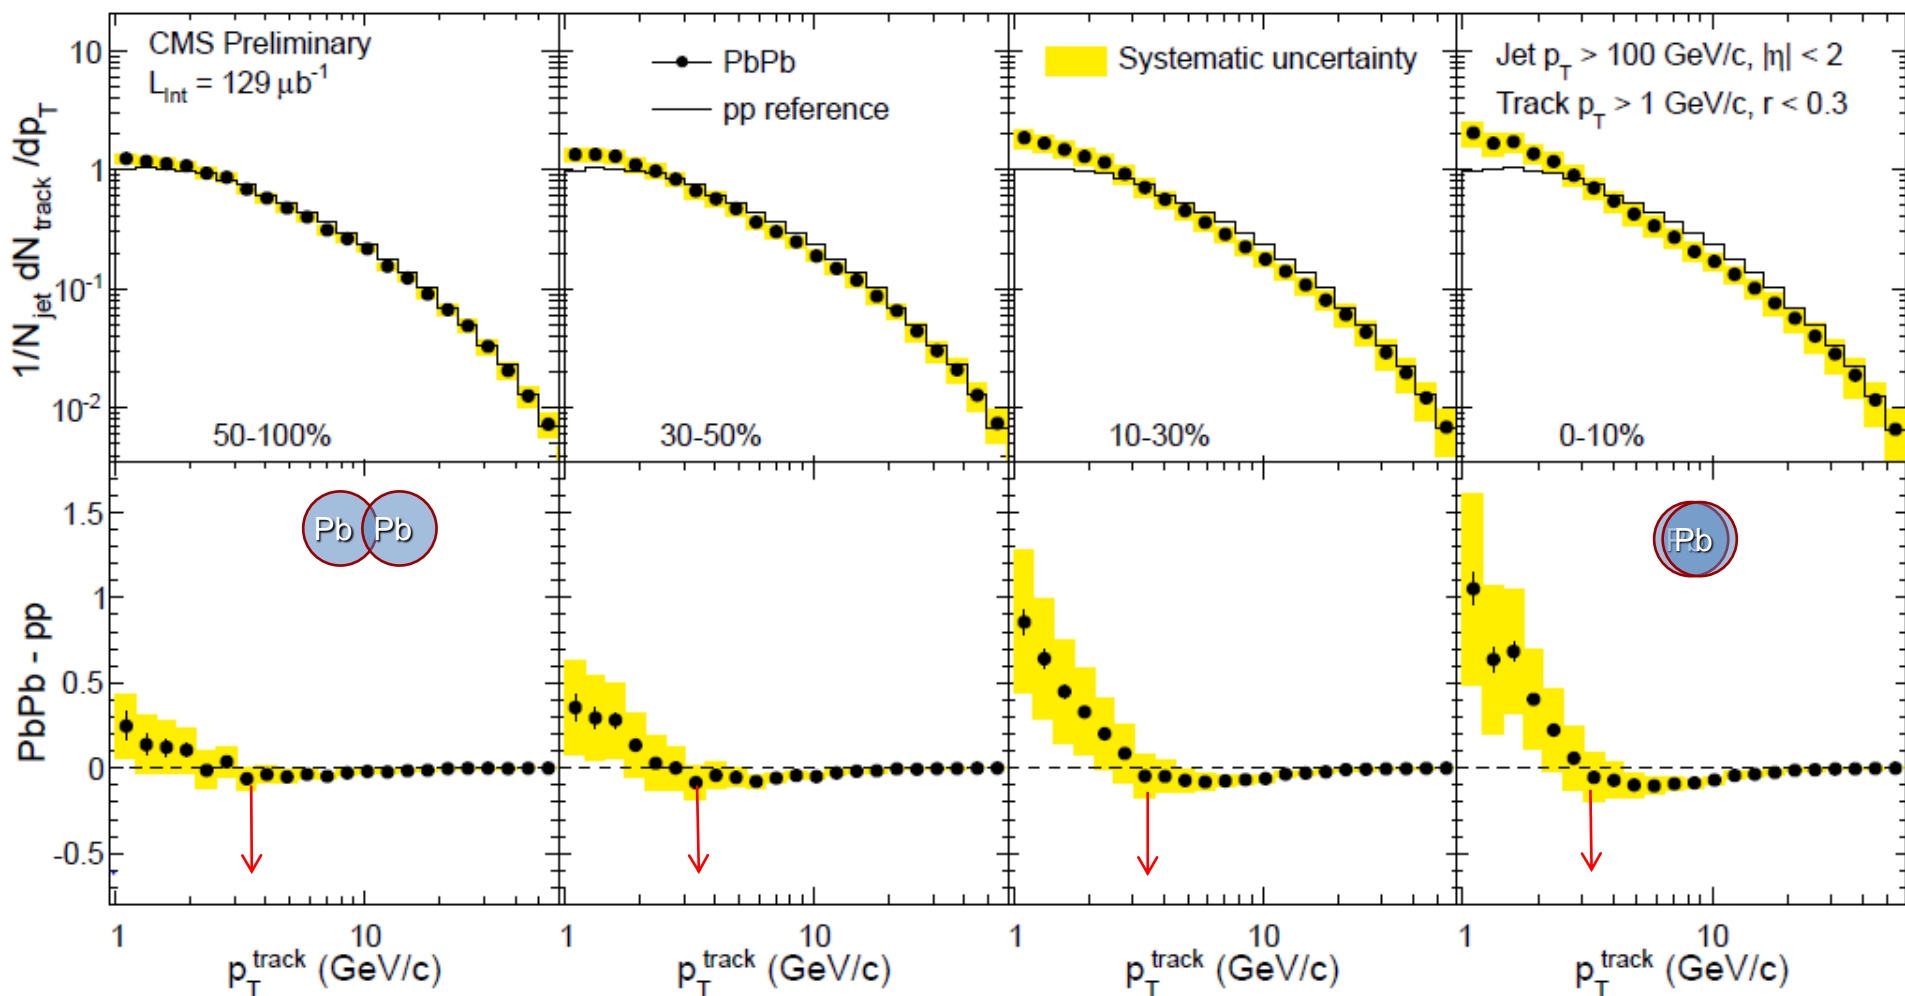 CMS Preliminary
L_Int = 129 μb^-1
PbPb
pp reference
Systematic uncertainty
Jet p_T > 100 GeV/c, |η| < 2
Track p_T > 1 GeV/c, r < 0.3
1/N_jet dN_track /dp_T
10
1
10^-1
10^-2
50-100%
30-50%
10-30%
0-10%
PbPb - pp
1.5
1
0.5
0
-0.5
Pb Pb
Pb
1 10
1 10
1 10
1 10
p_T^track (GeV/c)
p_T^track (GeV/c)
p_T^track (GeV/c)
p_T^track (GeV/c)